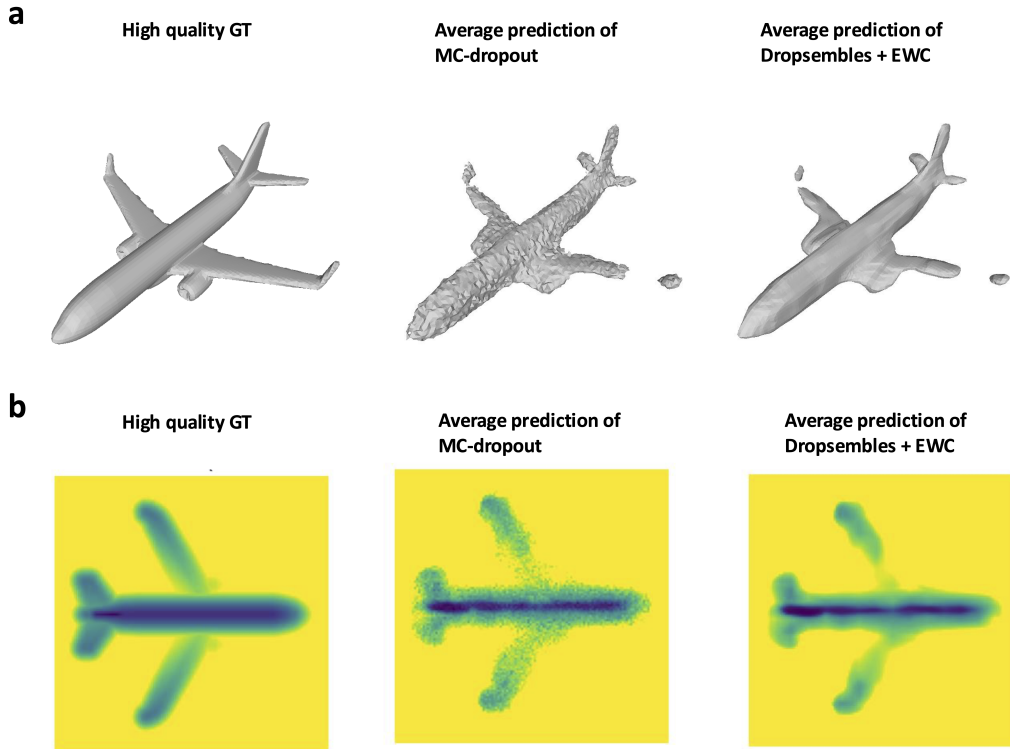 a
High quality GT
Average prediction of
MC-dropout
Average prediction of
Dropsembles + EWC
b
High quality GT
Average prediction of
MC-dropout
Average prediction of
Dropsembles + EWC